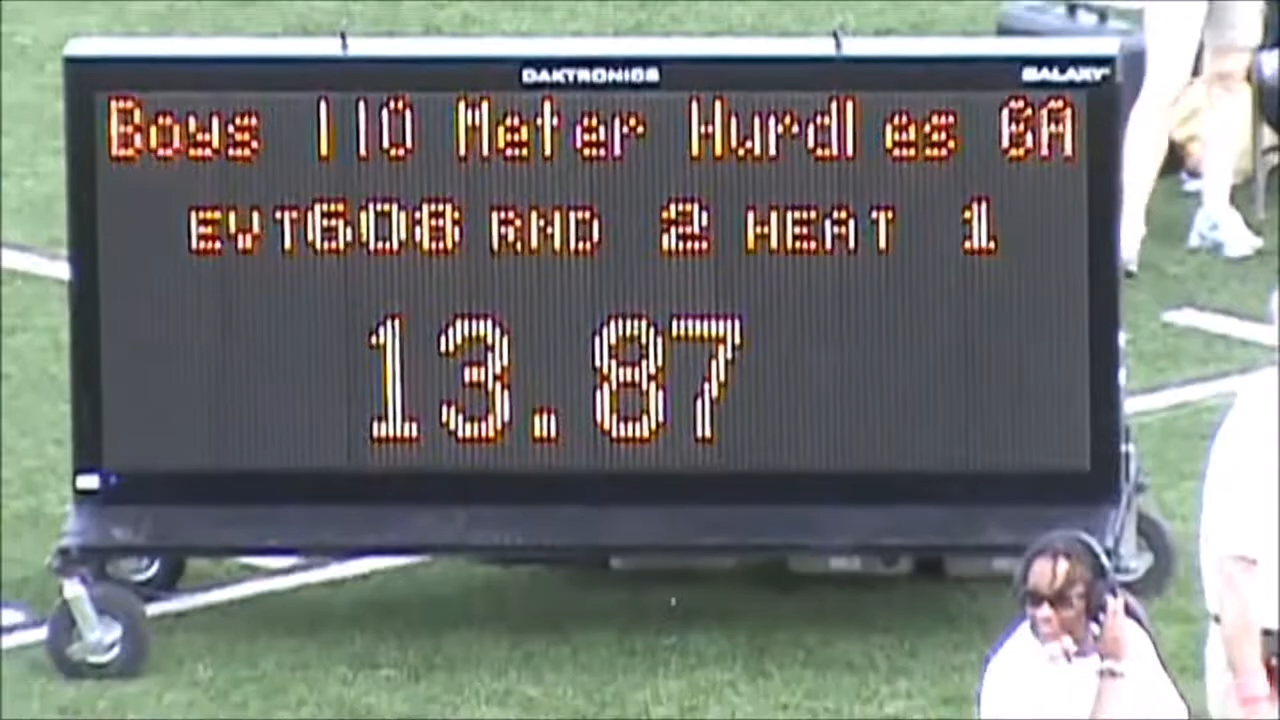 DAKTRONICS GALAXY
Boys 110 Meter Hurdles 6A
EVT608 RND 2 HEAT 1
13.87